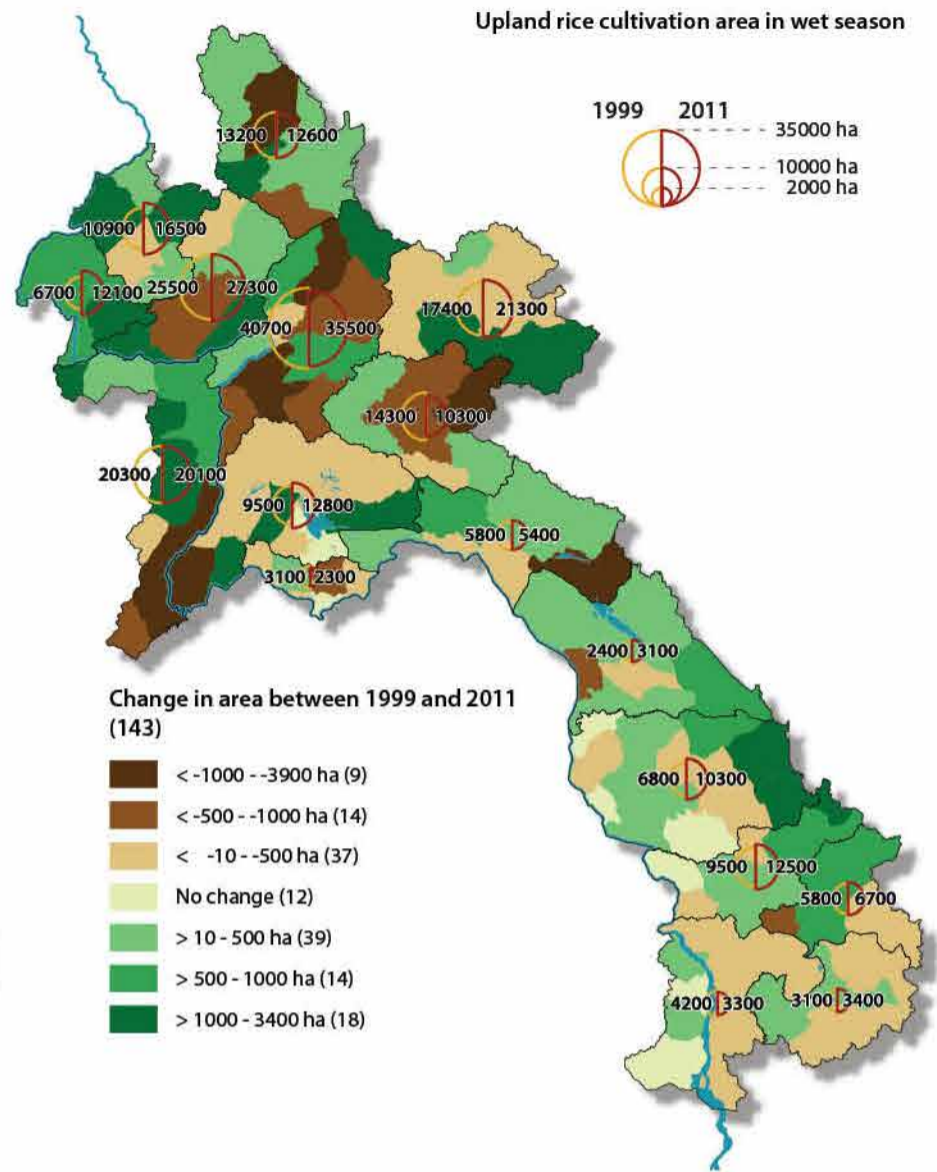 Upland rice cultivation area in wet season
1999 2011
35000 ha
10000 ha
2000 ha
13200 12600
10900 16500
6700 12100
25500 27300
40700 35500
17400 21300
14300 10300
20300 20100
9500 12800
5800 5400
3100 2300
2400 3100
6800 10300
9500 12500
5800 6700
4200 3300
3100 3400
Change in area between 1999 and 2011
(143)
< -1000 - -3900 ha (9)
< -500 - -1000 ha (14)
< -10 - -500 ha (37)
No change (12)
> 10 - 500 ha (39)
> 500 - 1000 ha (14)
> 1000 - 3400 ha (18)